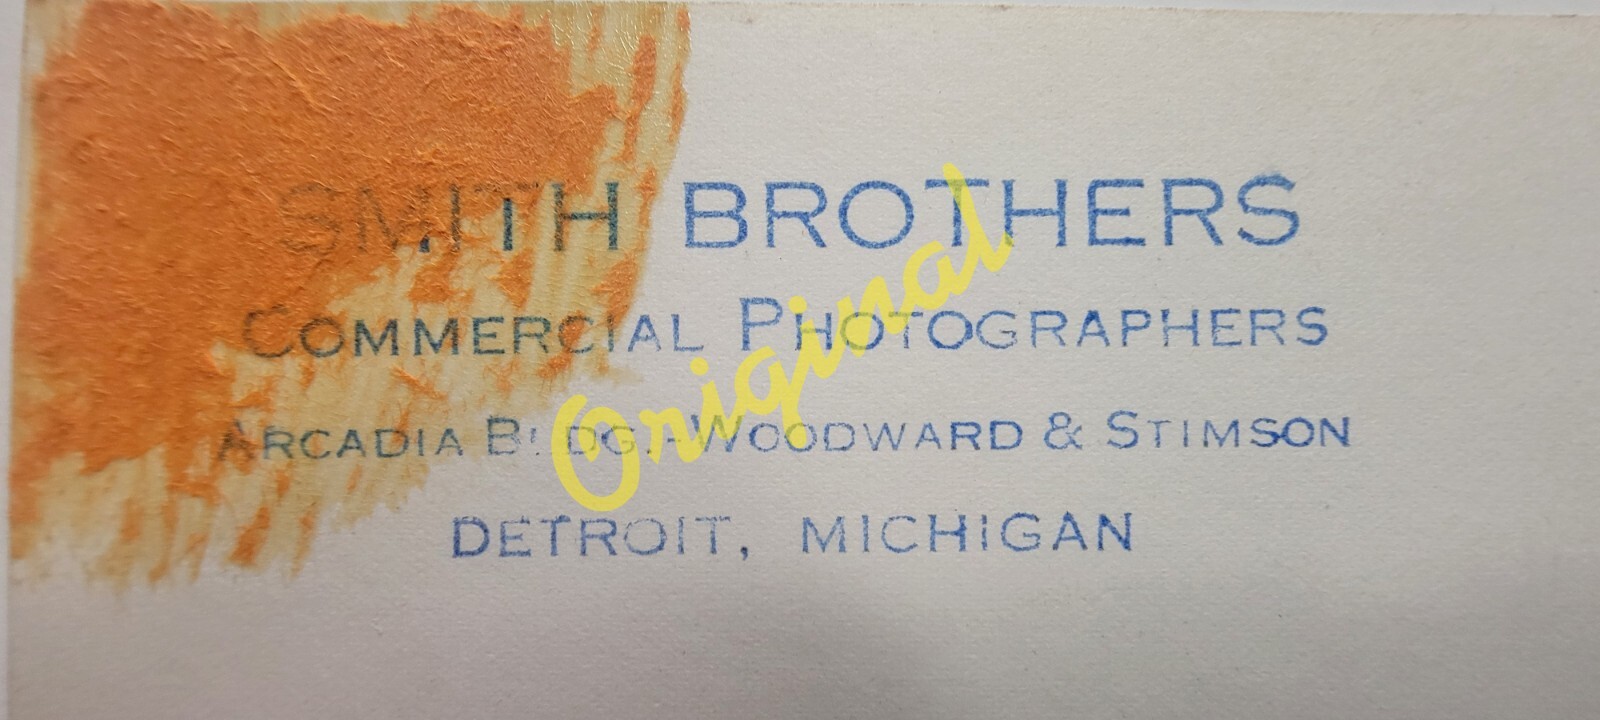 SMITH BROTHERS
COMMERCIAL PHOTOGRAPHERS
ARCADIA BLDG.-WOODWARD & STIMSON
DETROIT, MICHIGAN
Original